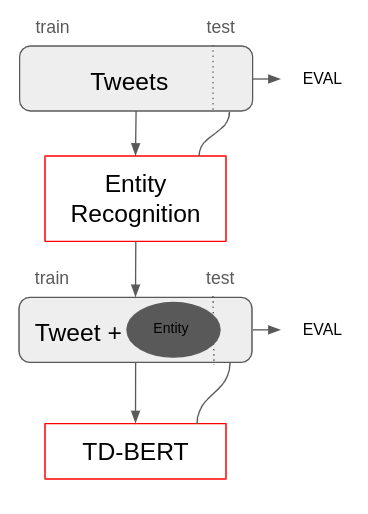 train test
Tweets
EVAL
Entity
Recognition
train test
Tweet + Entity
EVAL
TD-BERT